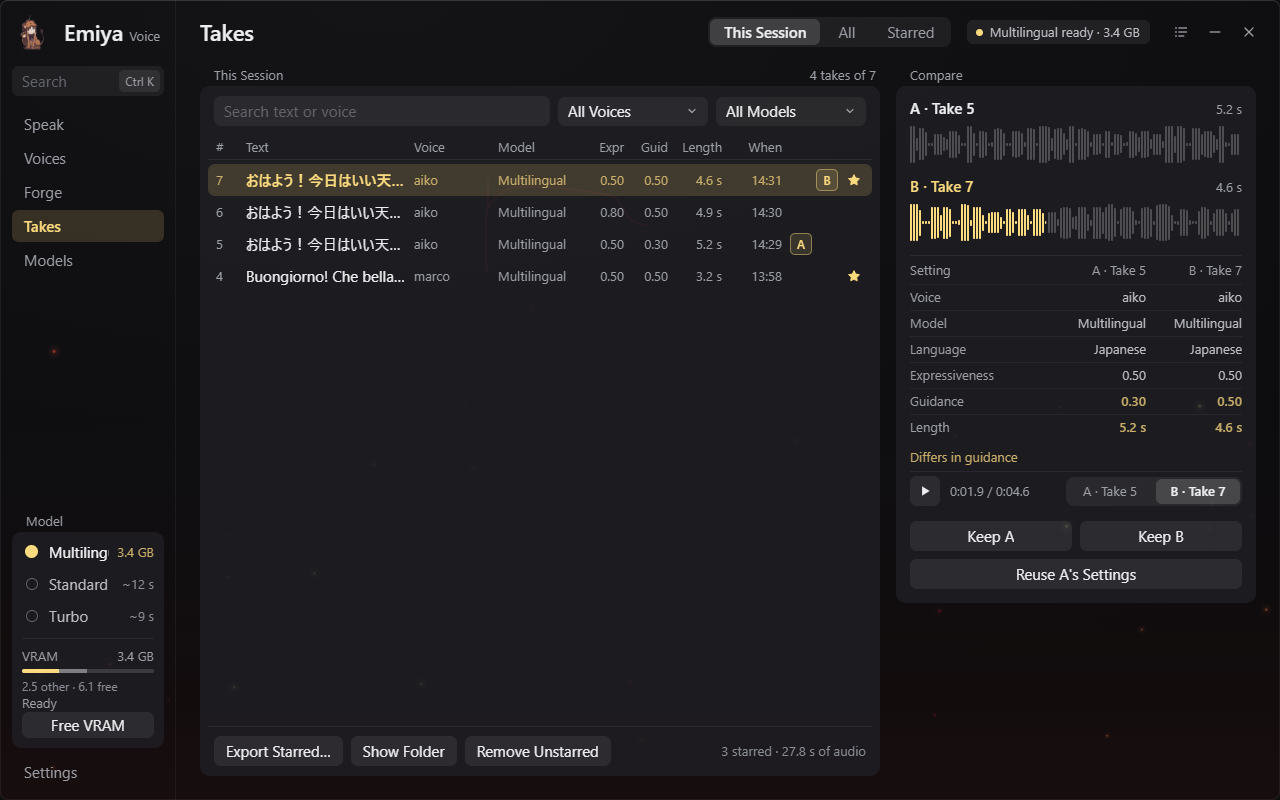 Emiya Voice
Search Ctrl K
Speak
Voices
Forge
Takes
Models
Model
Multiling 3.4 GB
Standard ~12 s
Turbo ~9 s
VRAM 3.4 GB
2.5 other · 6.1 free
Ready
Free VRAM
Settings
Takes
This Session All Starred
Multilingual ready · 3.4 GB
This Session 4 takes of 7
Search text or voice All Voices All Models
# Text Voice Model Expr Guid Length When
7 おはよう！今日はいい天… aiko Multilingual 0.50 0.50 4.6 s 14:31 B
6 おはよう！今日はいい天… aiko Multilingual 0.80 0.50 4.9 s 14:30
5 おはよう！今日はいい天… aiko Multilingual 0.50 0.30 5.2 s 14:29 A
4 Buongiorno! Che bella… marco Multilingual 0.50 0.50 3.2 s 13:58
Export Starred… Show Folder Remove Unstarred 3 starred · 27.8 s of audio
Compare
A · Take 5 5.2 s
B · Take 7 4.6 s
Setting A · Take 5 B · Take 7
Voice aiko aiko
Model Multilingual Multilingual
Language Japanese Japanese
Expressiveness 0.50 0.50
Guidance 0.30 0.50
Length 5.2 s 4.6 s
Differs in guidance
0:01.9 / 0:04.6 A · Take 5 B · Take 7
Keep A Keep B
Reuse A's Settings